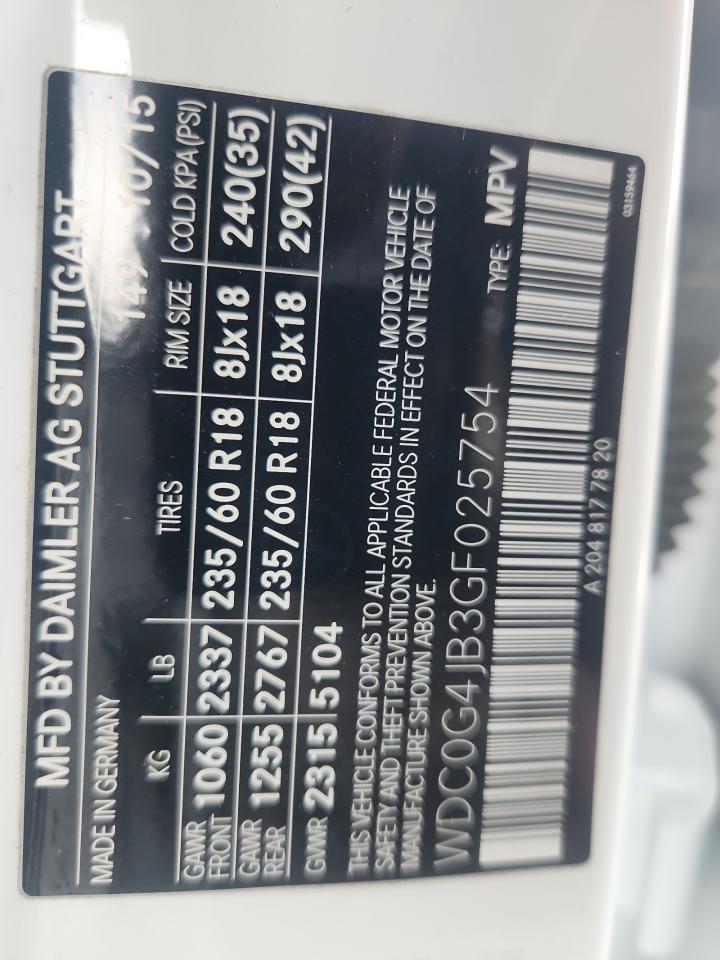 MFD BY DAIMLER AG STUTTGART
MADE IN GERMANY 149 10/15
KG LB TIRES RIM SIZE COLD KPA(PSI)
GAWR FRONT 1060 2337 235/60 R18 8Jx18 240(35)
GAWR REAR 1255 2767 235/60 R18 8Jx18 290(42)
GVWR 2315 5104
THIS VEHICLE CONFORMS TO ALL APPLICABLE FEDERAL MOTOR VEHICLE
SAFETY AND THEFT PREVENTION STANDARDS IN EFFECT ON THE DATE OF
MANUFACTURE SHOWN ABOVE.
WDC0G4JB3GF025754 TYPE: MPV
A 204 817 78 20
03159464